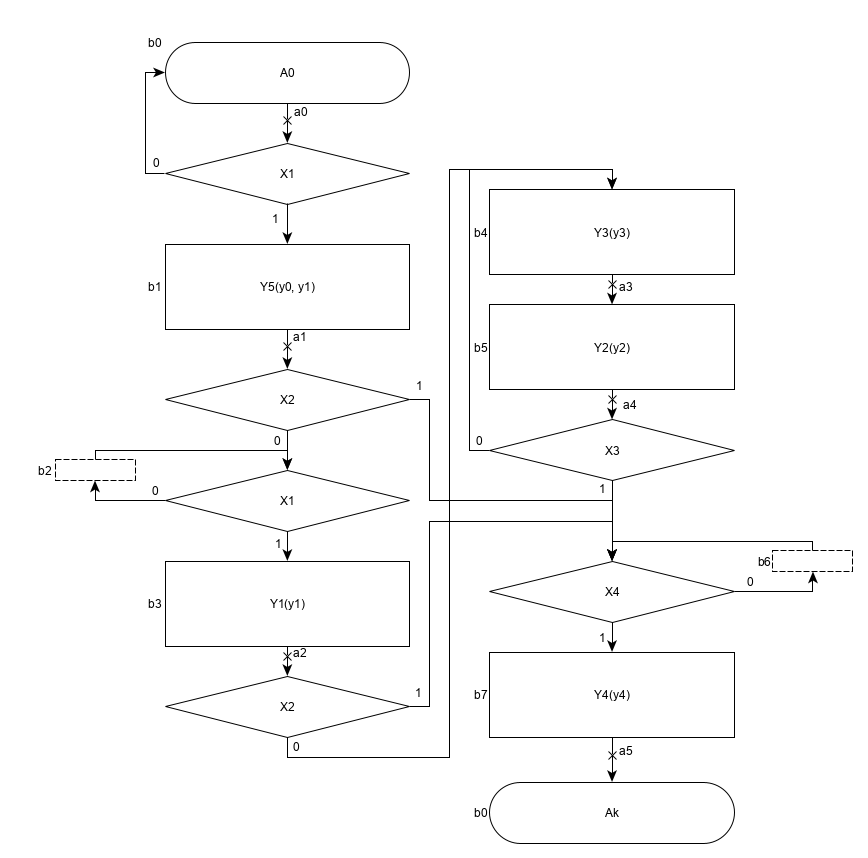 b0
A0
a0
0
X1
1
b1
Y5(y0, y1)
a1
X2
1
0
b2
0
X1
1
b3
Y1(y1)
a2
X2
1
0
b4
Y3(y3)
a3
b5
Y2(y2)
a4
0
X3
1
b6
X4
0
1
b7
Y4(y4)
a5
b0
Ak